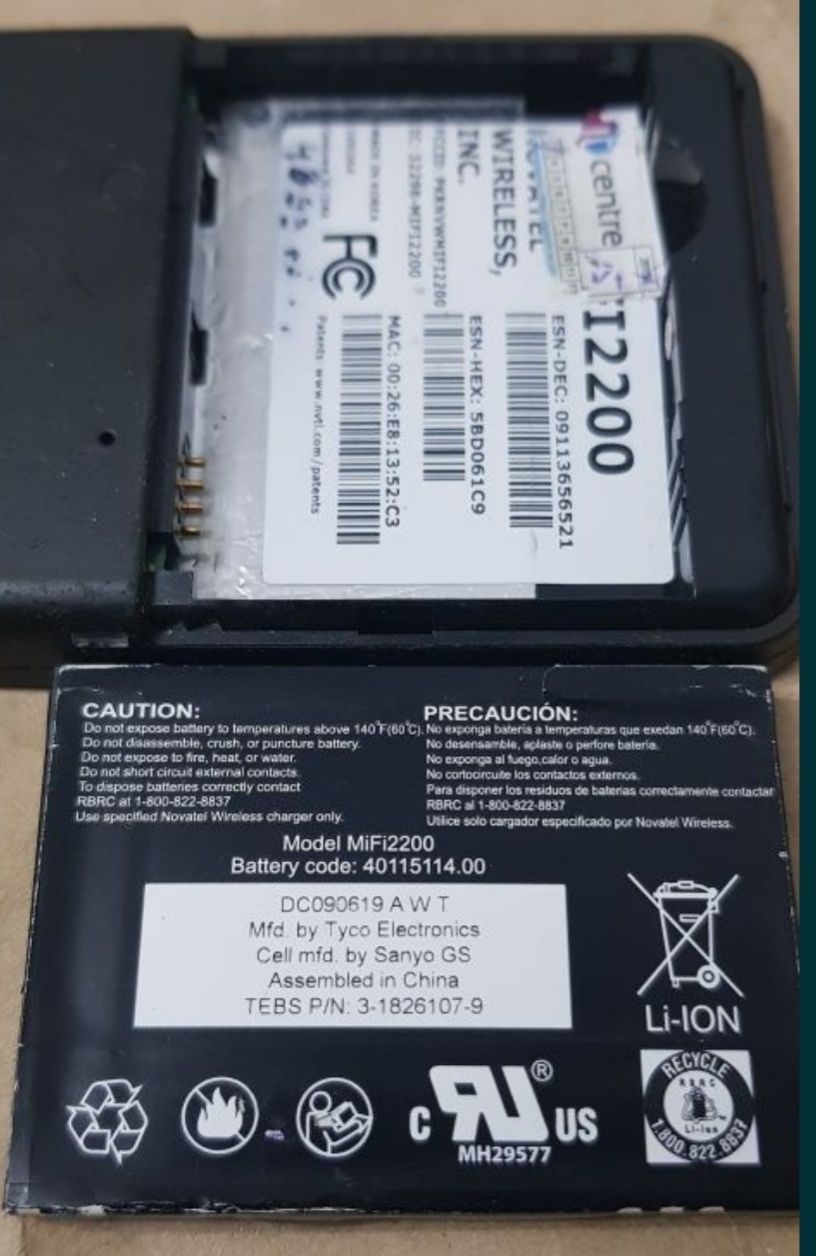 centre
I2200
ESN-DEC: 09113656521
NOVATEL
WIRELESS,
INC.
ESN-HEX: 5BD061C9
FCCID: PKRNVWMIFI2200
MAC: 00:26:E8:13:52:C3
MADE IN KOREA
FC
Patents www.nvtl.com/patents
CAUTION:
Do not expose battery to temperatures above 140°F(60°C).
Do not disassemble, crush, or puncture battery.
Do not expose to fire, heat, or water.
Do not short circuit external contacts.
To dispose batteries correctly contact
RBRC at 1-800-822-8837
Use specified Novatel Wireless charger only.
PRECAUCIÓN:
No exponga batería a temperaturas que exedan 140°F(60°C).
No desensamble, aplaste o perfore batería.
No exponga al fuego,calor o agua.
No cortocircuite los contactos externos.
Para disponer los residuos de baterias correctamente contactar
RBRC al 1-800-822-8837
Utilice solo cargador especificado por Novatel Wireless.
Model MiFi2200
Battery code: 40115114.00
DC090619 A W T
Mfd. by Tyco Electronics
Cell mfd. by Sanyo GS
Assembled in China
TEBS P/N: 3-1826107-9
Li-ION
C RU® US
MH29577
RECYCLE
RBRC
Li-Ion
1.800.822.8837